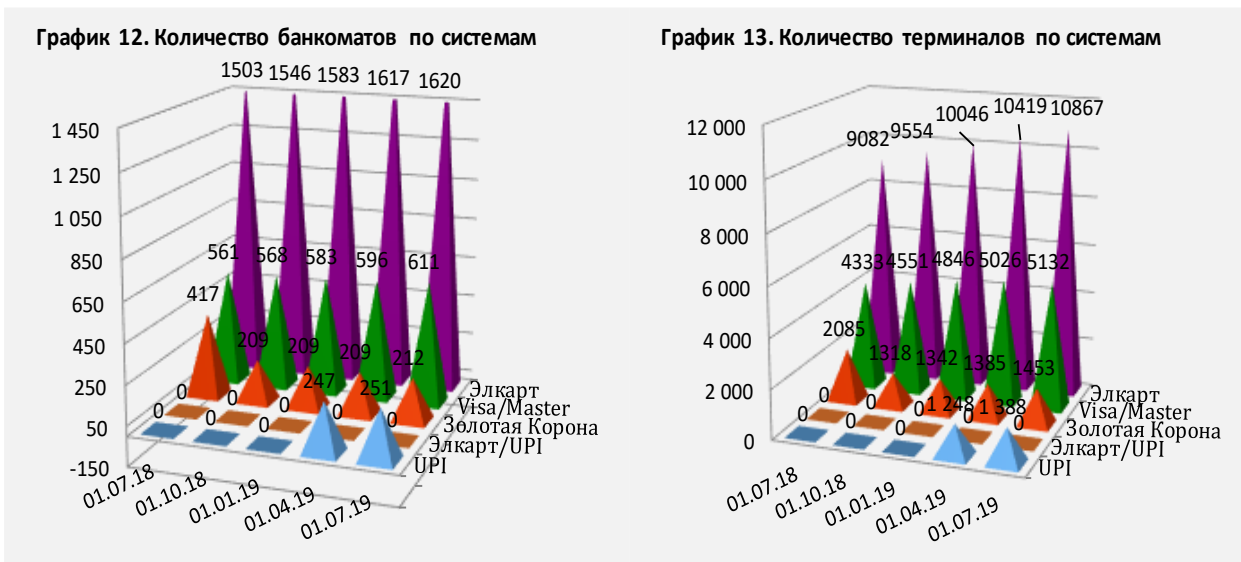 График 12. Количество банкоматов по системам
1503 1546 1583 1617 1620
1 450
1 250
1 050
850
650
450
250
50
-150
561 568 583 596 611
417 209 209 209 212
0 0 0 0 0
0 0 0 247 251
Элкарт
Visa/Master
Золотая Корона
Элкарт/UPI
UPI
01.07.18
01.10.18
01.01.19
01.04.19
01.07.19
График 13. Количество терминалов по системам
9082 9554 10046 10419 10867
12 000
10 000
8 000
6 000
4 000
2 000
0
4333 4551 4846 5026 5132
2085 1318 1342 1385 1453
0 0 0 0 0
0 0 0 1 248 1 388
Элкарт
Visa/Master
Золотая Корона
Элкарт/UPI
UPI
01.07.18
01.10.18
01.01.19
01.04.19
01.07.19